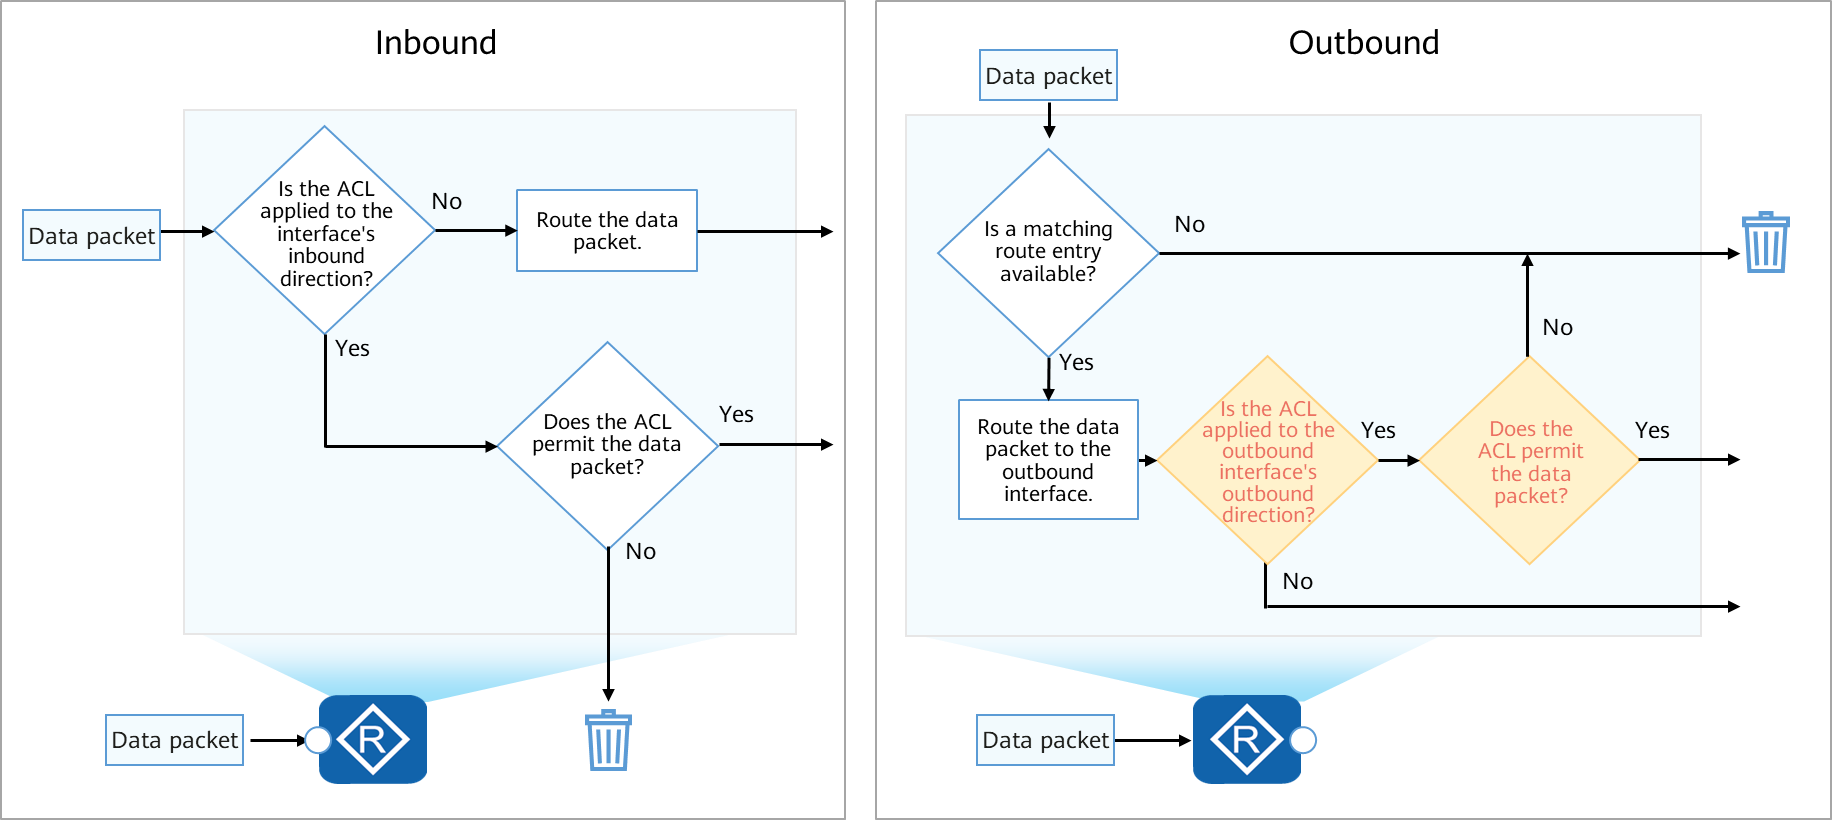 Inbound
Data packet
Is the ACL
applied to the
interface's
inbound
direction?
No
Route the data
packet.
Yes
Does the ACL
permit the data
packet?
Yes
No
Data packet
R
Outbound
Data packet
Is a matching
route entry
available?
No
Yes
Route the data
packet to the
outbound
interface.
Is the ACL
applied to the
outbound
interface's
outbound
direction?
Yes
No
Does the
ACL permit
the data
packet?
No
Yes
Data packet
R